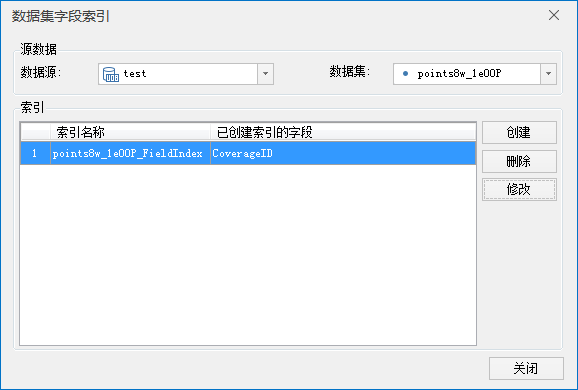 数据集字段索引
源数据
数据源: test 数据集: points8w_1e00P
索引
索引名称 已创建索引的字段
1 points8w_1e00P_FieldIndex CoverageID
创建
删除
修改
关闭